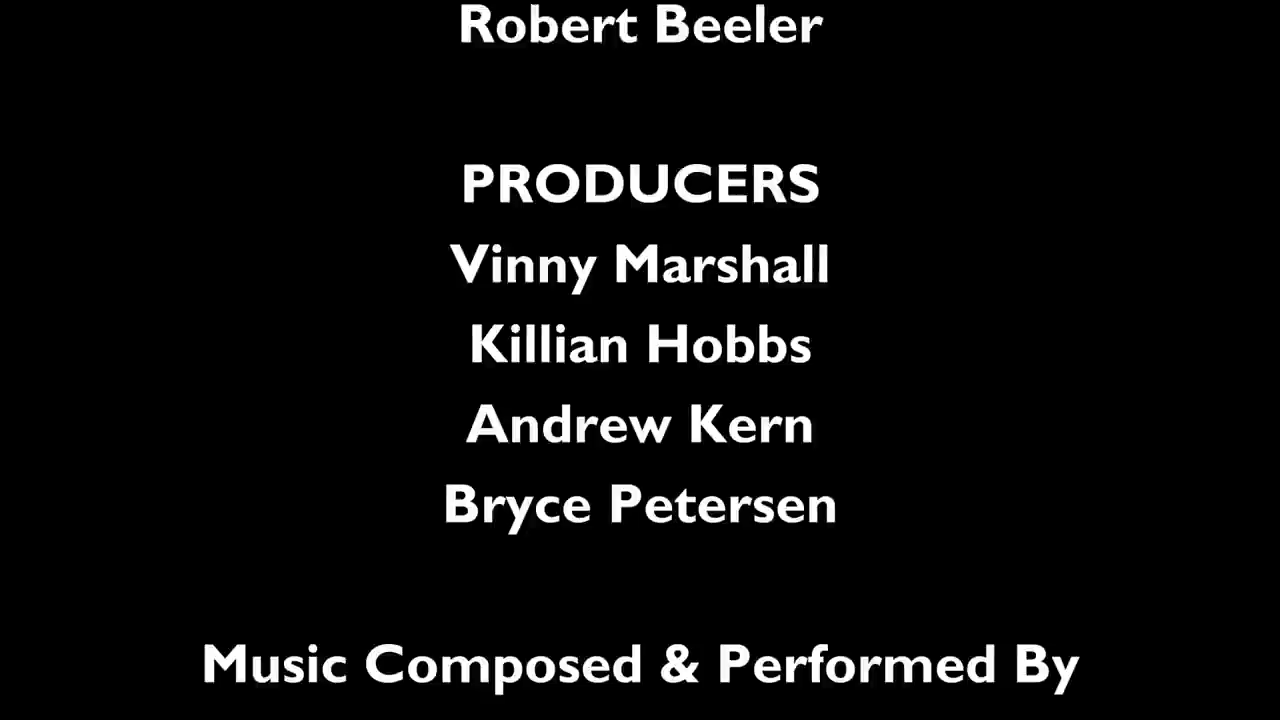 Robert Beeler
PRODUCERS
Vinny Marshall
Killian Hobbs
Andrew Kern
Bryce Petersen
Music Composed & Performed By